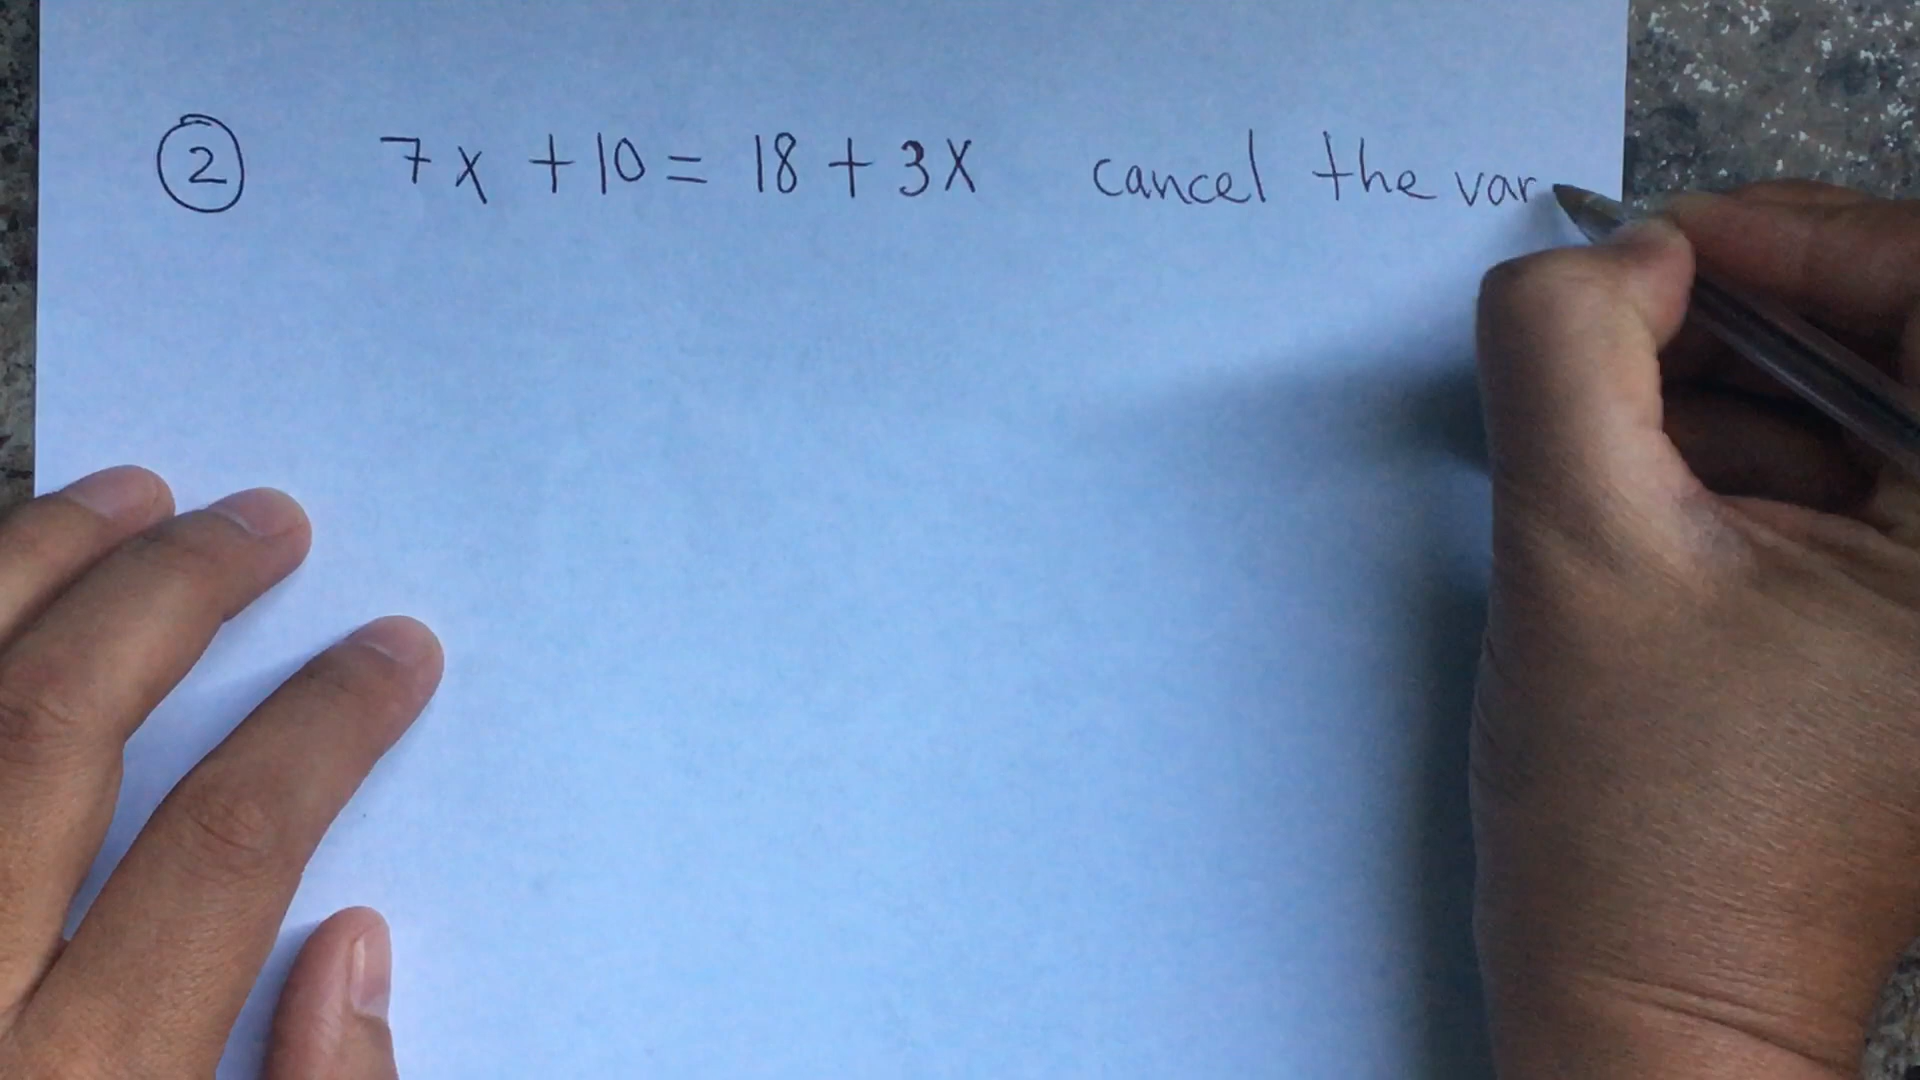 ② 7x + 10 = 18 + 3x cancel the var